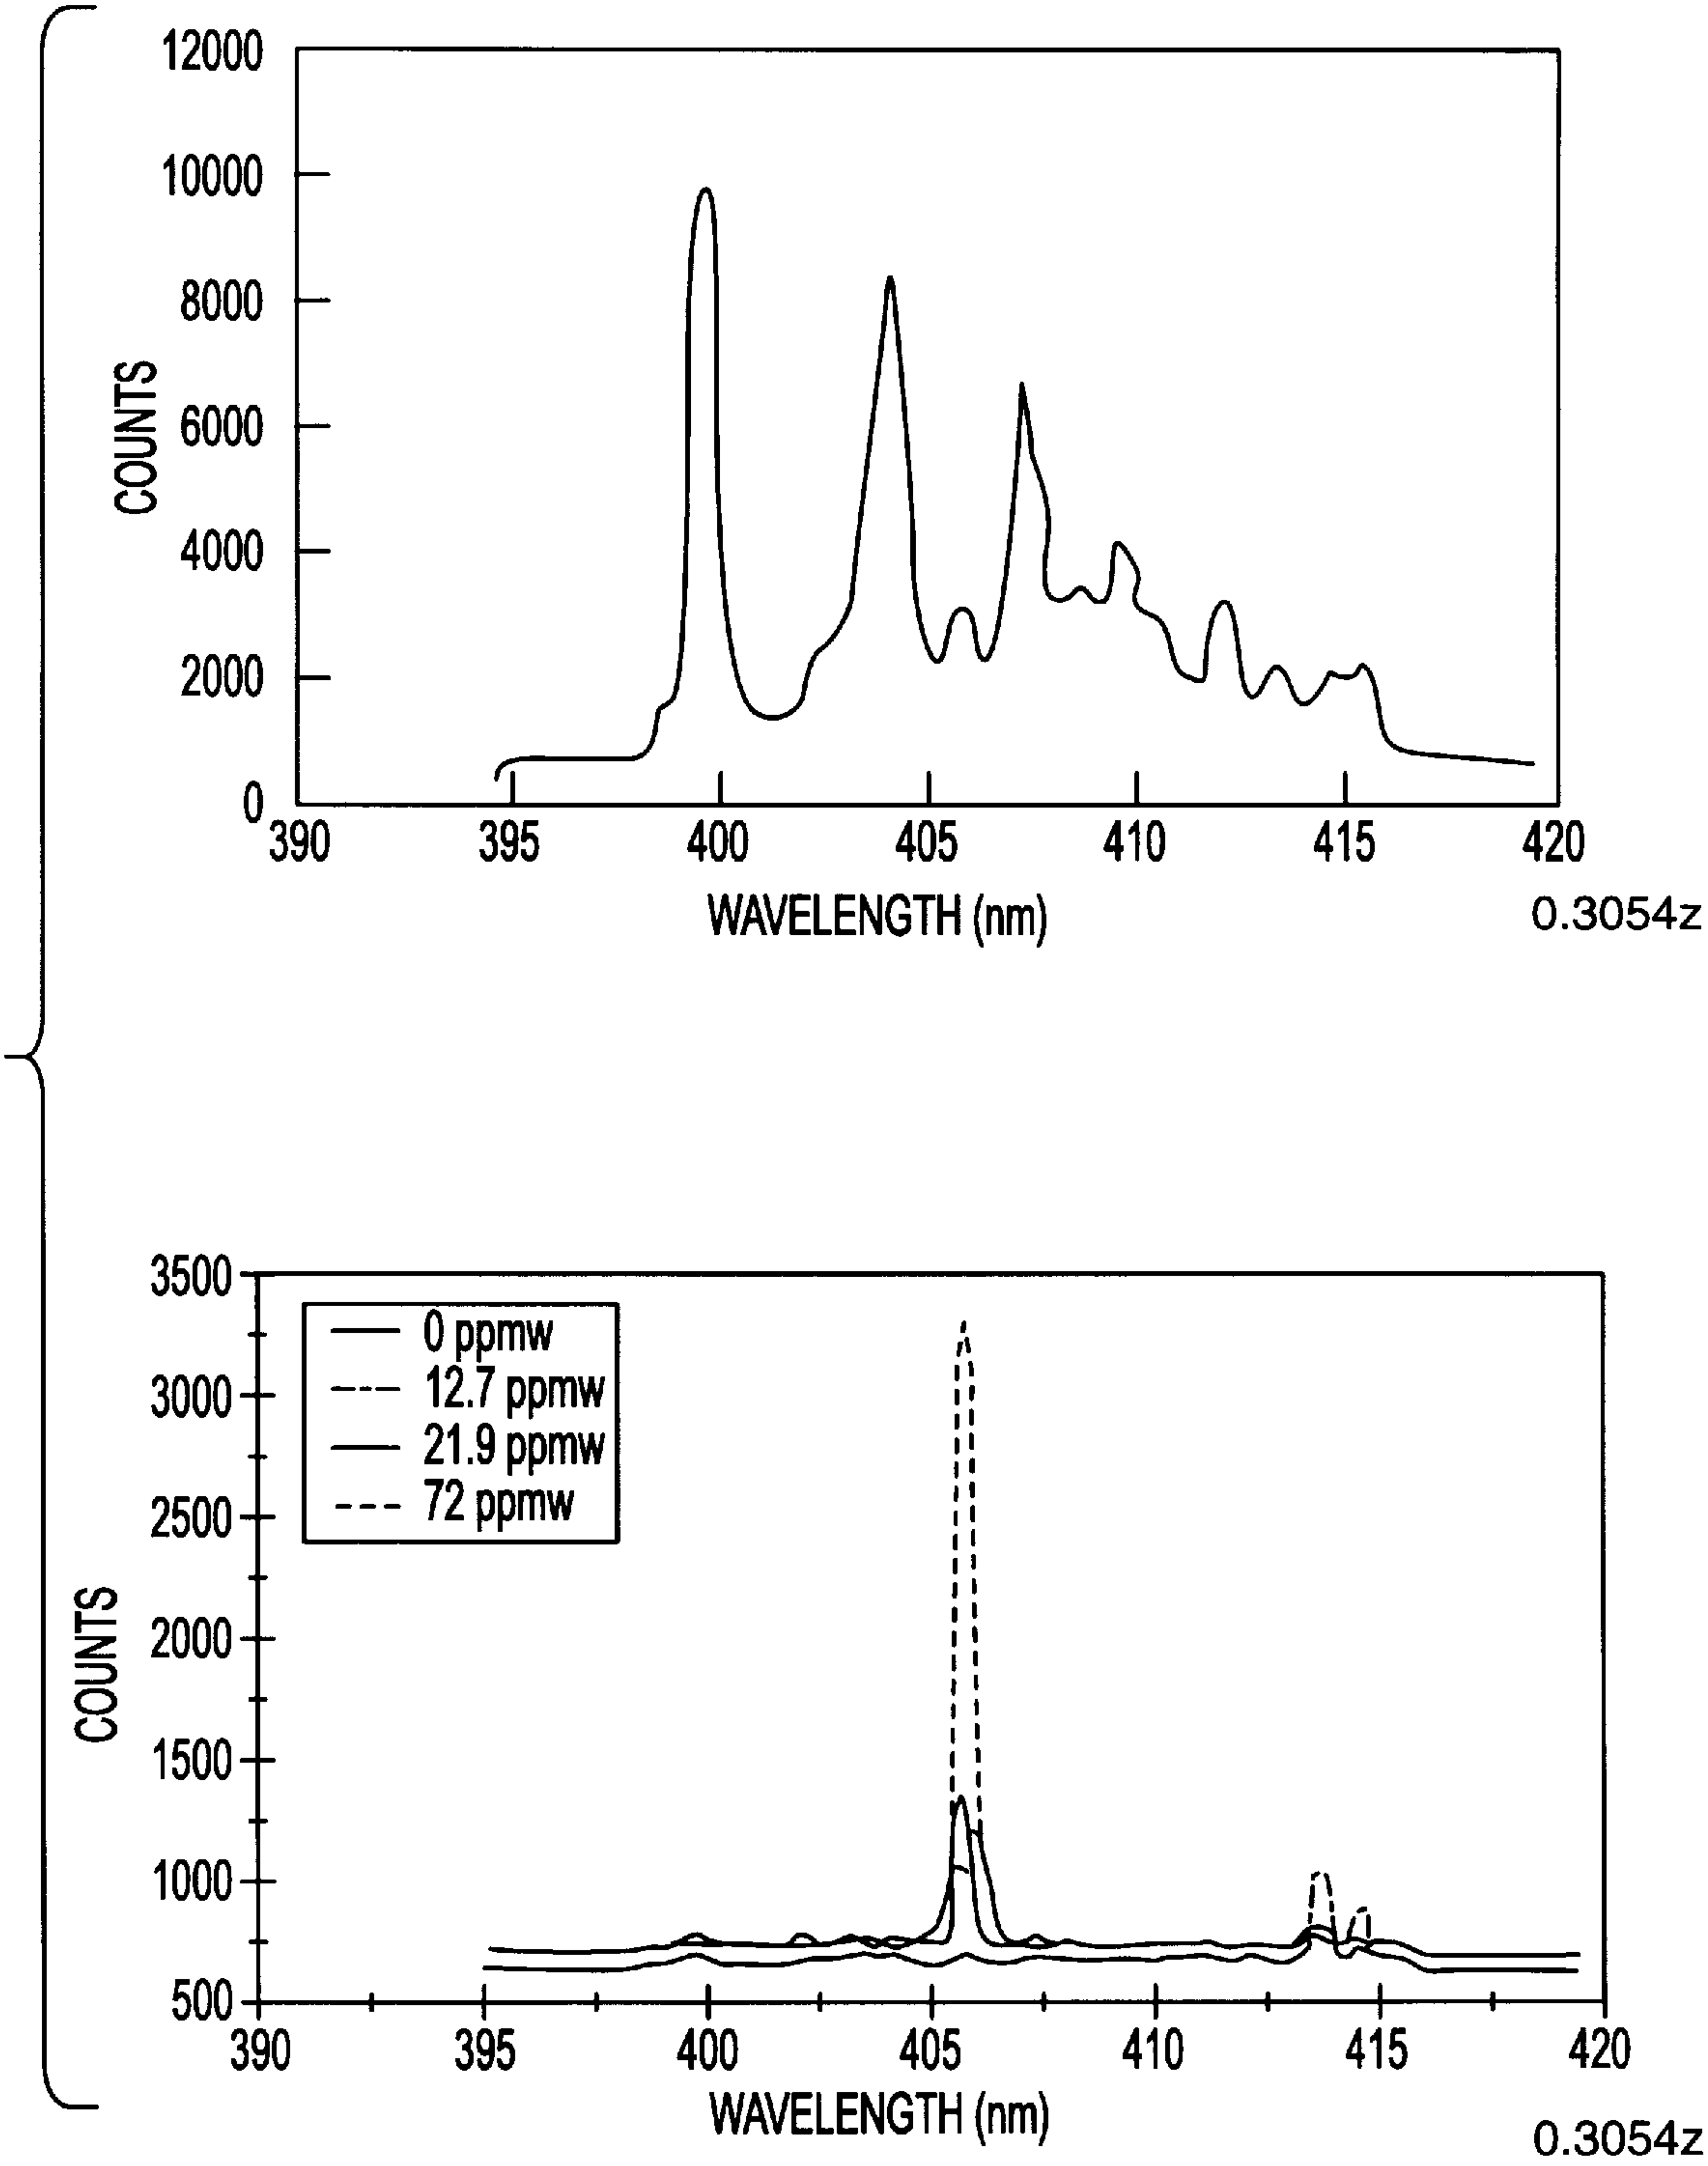 12000
10000
8000
6000
4000
2000
0
COUNTS
390 395 400 405 410 415 420
WAVELENGTH (nm)
0.3054z
3500
3000
2500
2000
1500
1000
500
COUNTS
0 ppmw
12.7 ppmw
21.9 ppmw
72 ppmw
390 395 400 405 410 415 420
WAVELENGTH (nm)
0.3054z